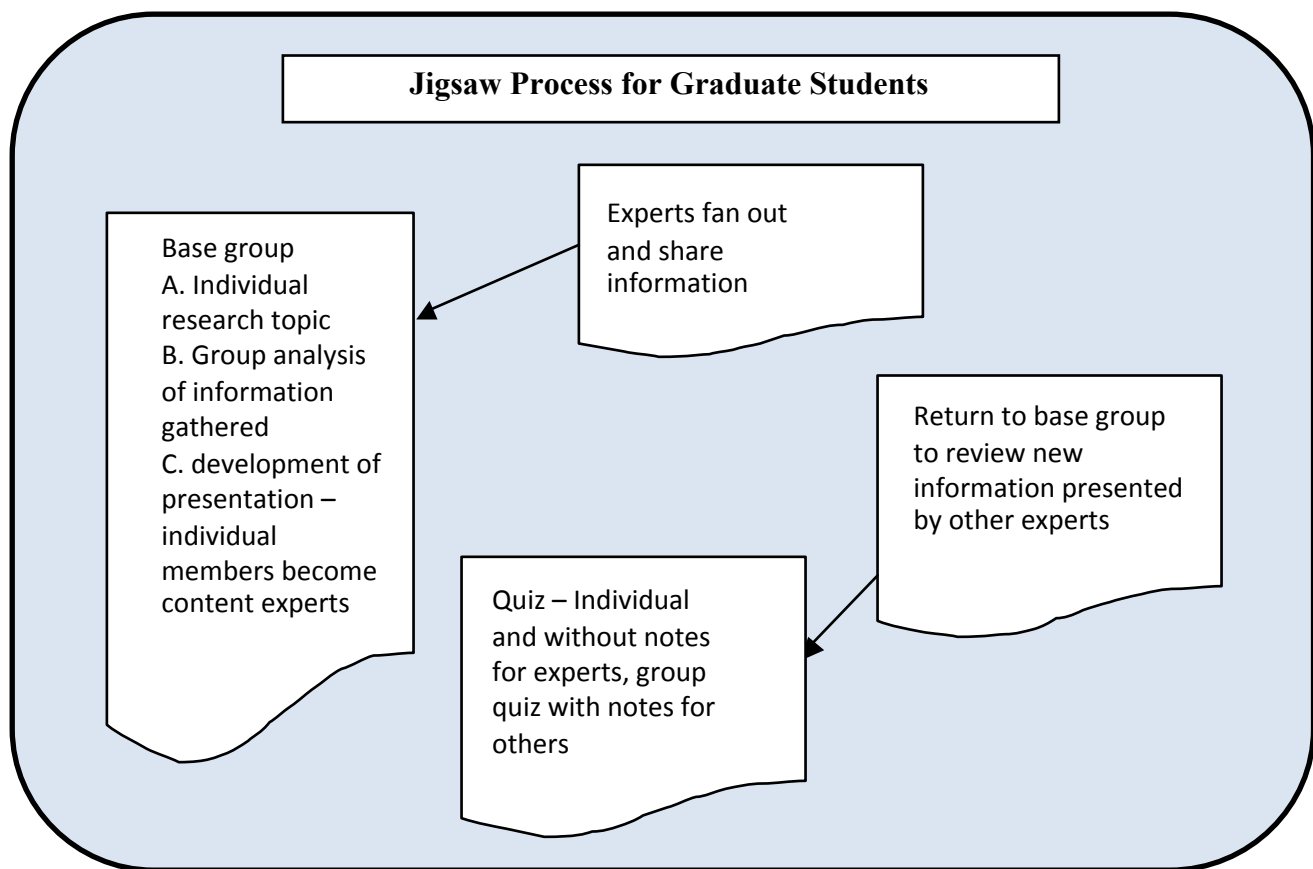 Jigsaw Process for Graduate Students
Base group
A. Individual
research topic
B. Group analysis
of information
gathered
C. development of
presentation –
individual
members become
content experts
Experts fan out
and share
information
Return to base group
to review new
information presented
by other experts
Quiz – Individual
and without notes
for experts, group
quiz with notes for
others